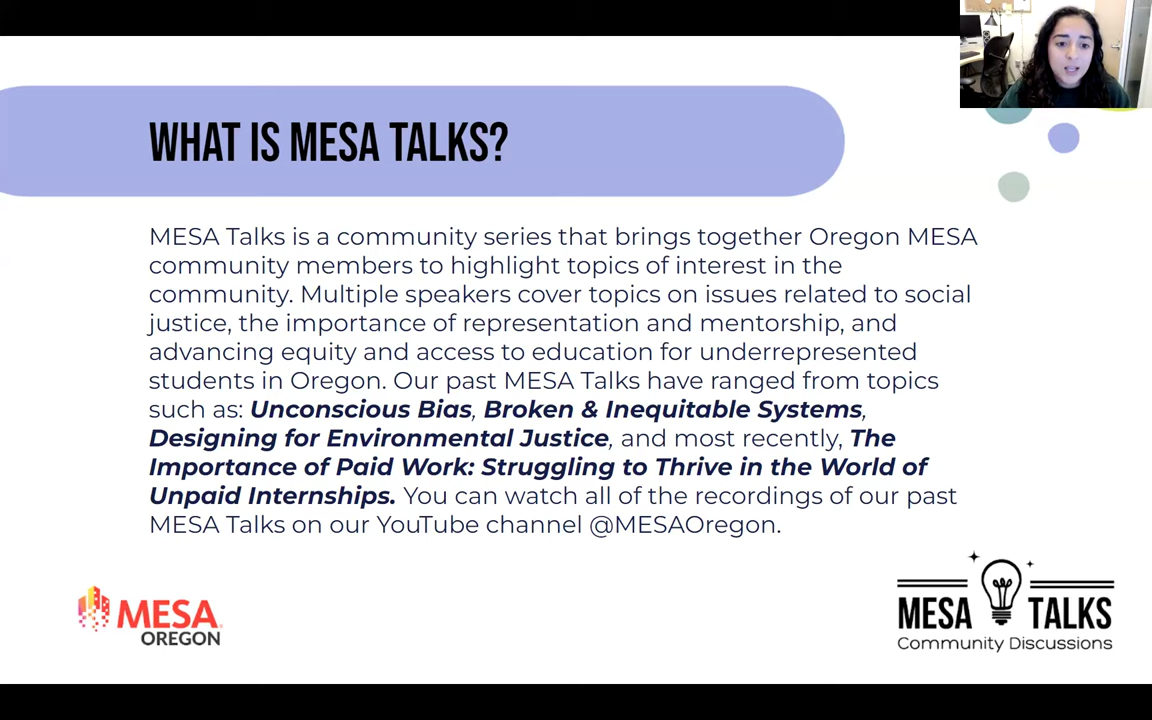 WHAT IS MESA TALKS?
MESA Talks is a community series that brings together Oregon MESA
community members to highlight topics of interest in the
community. Multiple speakers cover topics on issues related to social
justice, the importance of representation and mentorship, and
advancing equity and access to education for underrepresented
students in Oregon. Our past MESA Talks have ranged from topics
such as: Unconscious Bias, Broken & Inequitable Systems,
Designing for Environmental Justice, and most recently, The
Importance of Paid Work: Struggling to Thrive in the World of
Unpaid Internships. You can watch all of the recordings of our past
MESA Talks on our YouTube channel @MESAOregon.
MESA
OREGON
MESA TALKS
Community Discussions